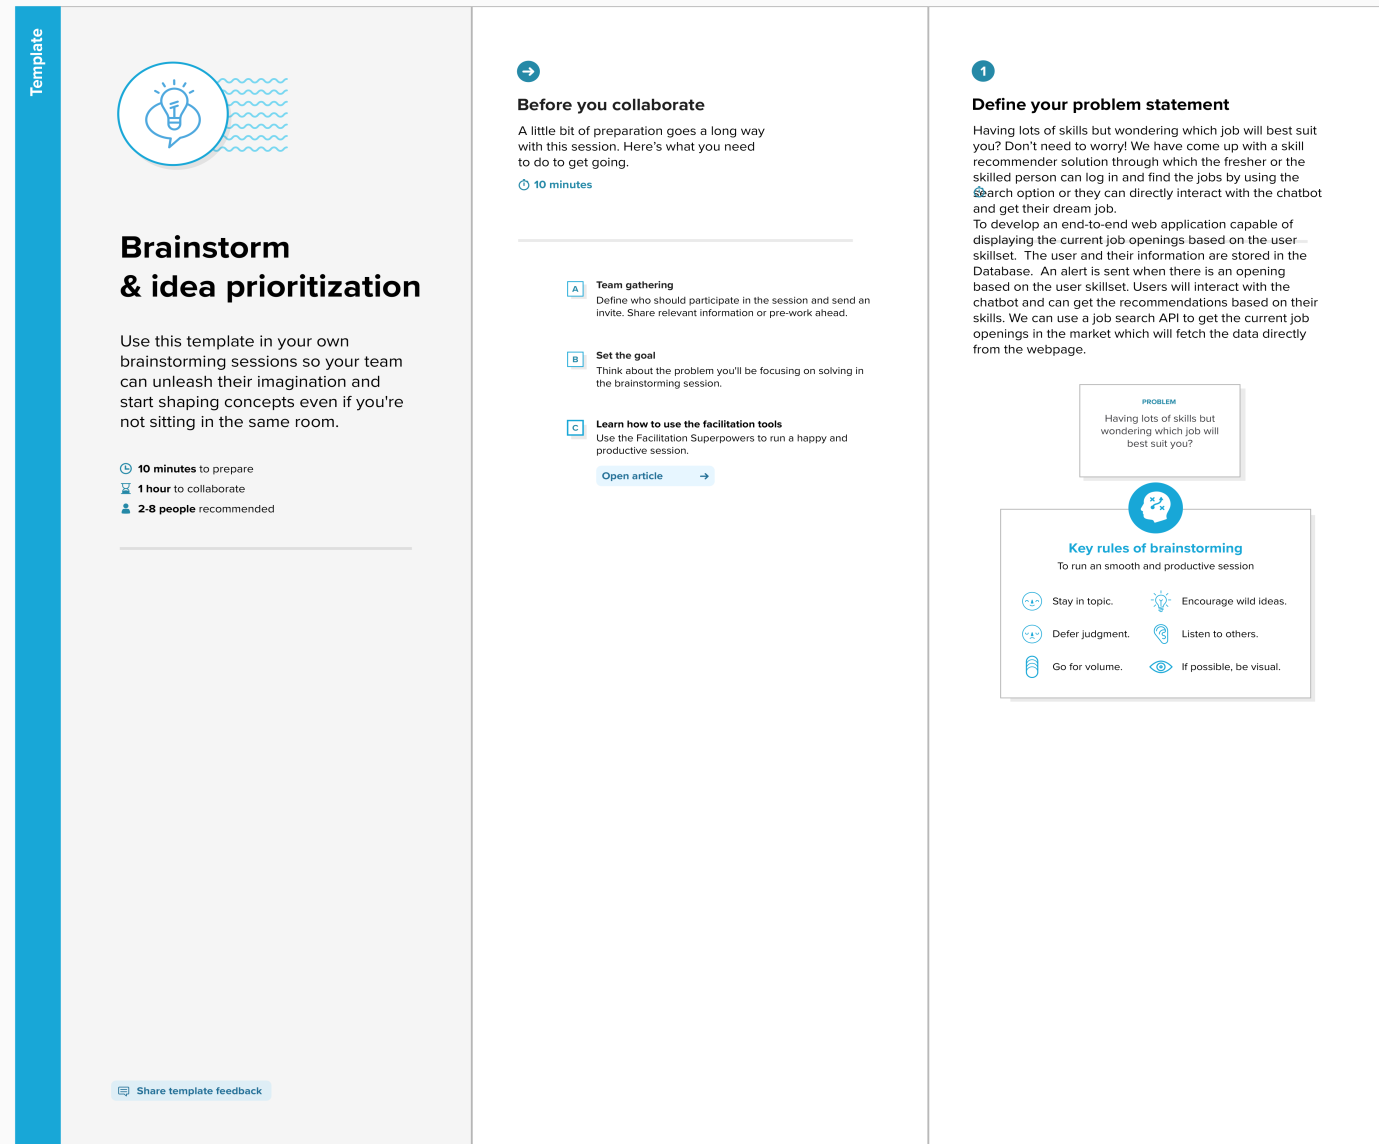 Template
Brainstorm
& idea prioritization
Use this template in your own
brainstorming sessions so your team
can unleash their imagination and
start shaping concepts even if you're
not sitting in the same room.
10 minutes to prepare
1 hour to collaborate
2-8 people recommended
Share template feedback
Before you collaborate
A little bit of preparation goes a long way
with this session. Here’s what you need
to do to get going.
10 minutes
A
Team gathering
Define who should participate in the session and send an
invite. Share relevant information or pre-work ahead.
B
Set the goal
Think about the problem you'll be focusing on solving in
the brainstorming session.
C
Learn how to use the facilitation tools
Use the Facilitation Superpowers to run a happy and
productive session.
Open article
1
Define your problem statement
Having lots of skills but wondering which job will best suit
you? Don’t need to worry! We have come up with a skill
recommender solution through which the fresher or the
skilled person can log in and find the jobs by using the
search option or they can directly interact with the chatbot
and get their dream job.
To develop an end-to-end web application capable of
displaying the current job openings based on the user
skillset. The user and their information are stored in the
Database. An alert is sent when there is an opening
based on the user skillset. Users will interact with the
chatbot and can get the recommendations based on their
skills. We can use a job search API to get the current job
openings in the market which will fetch the data directly
from the webpage.
PROBLEM
Having lots of skills but
wondering which job will
best suit you?
Key rules of brainstorming
To run an smooth and productive session
Stay in topic.
Encourage wild ideas.
Defer judgment.
Listen to others.
Go for volume.
If possible, be visual.